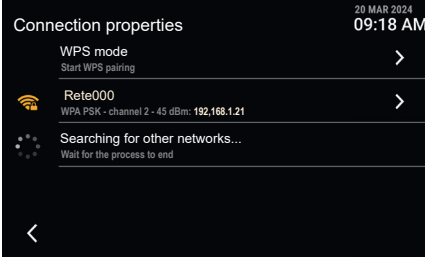 20 MAR 2024
Connection properties 09:18 AM
WPS mode
Start WPS pairing
Rete000
WPA PSK - channel 2 - 45 dBm: 192,168.1.21
Searching for other networks...
Wait for the process to end